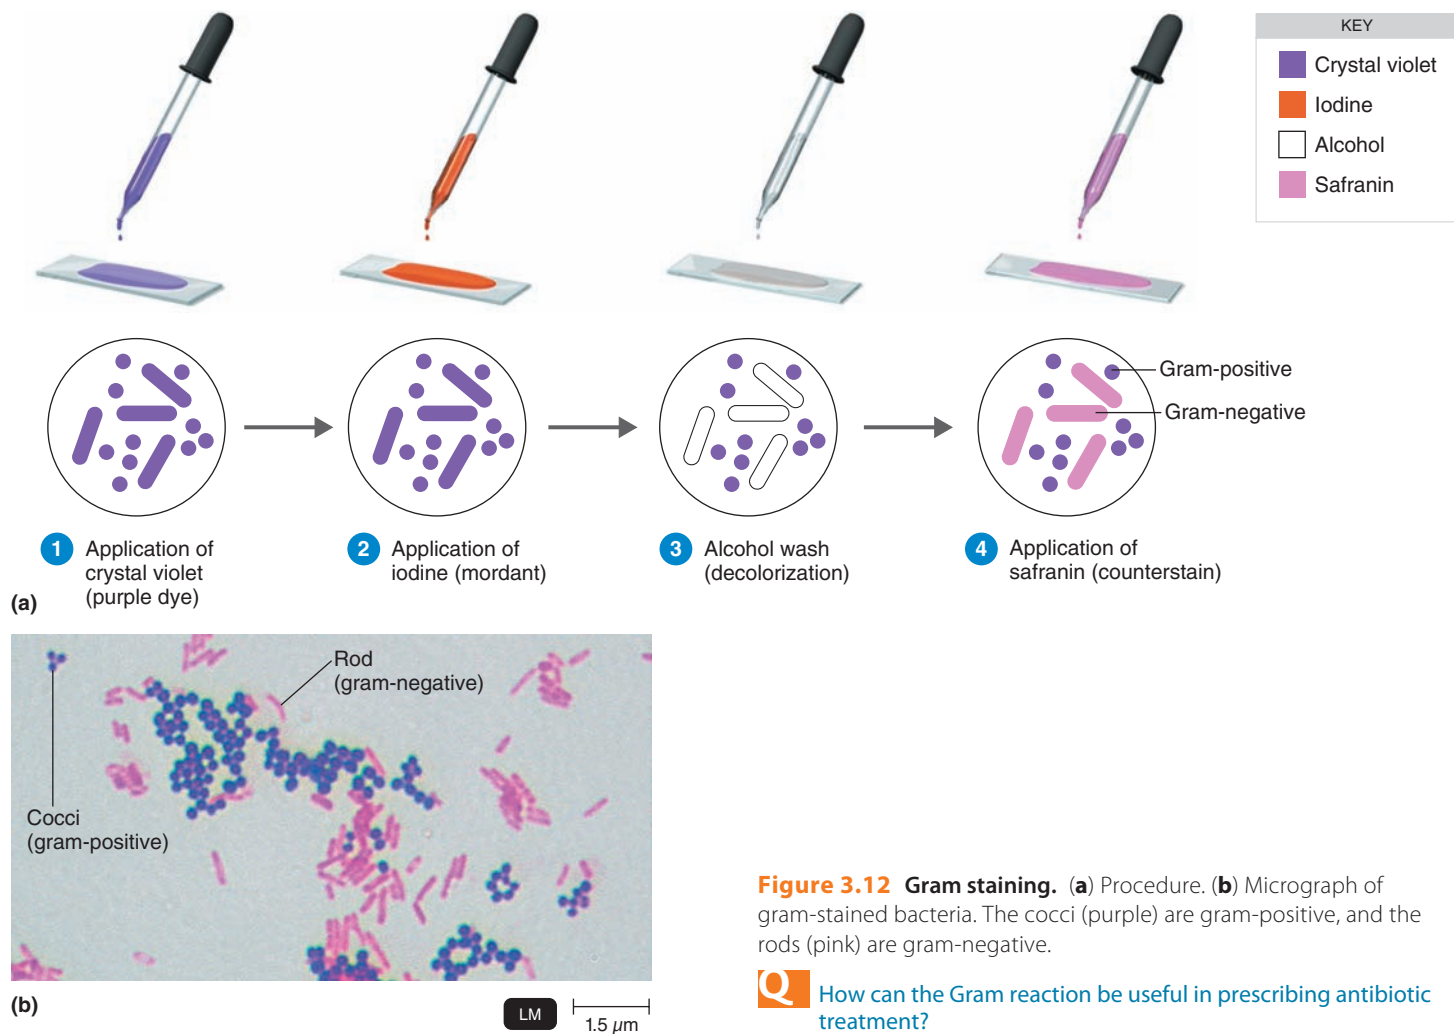 KEY
Crystal violet
Iodine
Alcohol
Safranin
Gram-positive
Gram-negative
1 Application of
crystal violet
(purple dye)
2 Application of
iodine (mordant)
3 Alcohol wash
(decolorization)
4 Application of
safranin (counterstain)
(a)
Rod
(gram-negative)
Cocci
(gram-positive)
(b)
LM
1.5 µm
Figure 3.12 Gram staining. (a) Procedure. (b) Micrograph of
gram-stained bacteria. The cocci (purple) are gram-positive, and the
rods (pink) are gram-negative.
Q How can the Gram reaction be useful in prescribing antibiotic
treatment?